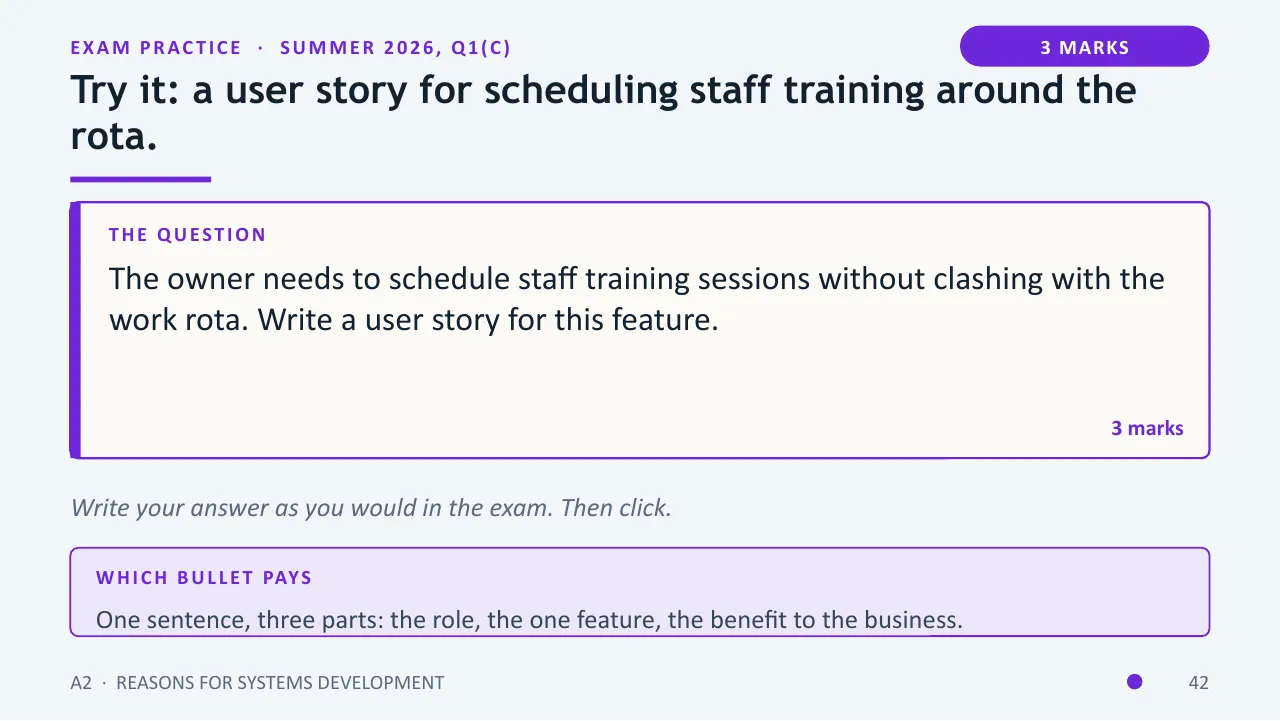 EXAM PRACTICE · SUMMER 2026, Q1(C)
3 MARKS
Try it: a user story for scheduling staff training around the
rota.
THE QUESTION
The owner needs to schedule staff training sessions without clashing with the
work rota. Write a user story for this feature.
3 marks
Write your answer as you would in the exam. Then click.
WHICH BULLET PAYS
One sentence, three parts: the role, the one feature, the benefit to the business.
A2 · REASONS FOR SYSTEMS DEVELOPMENT
42